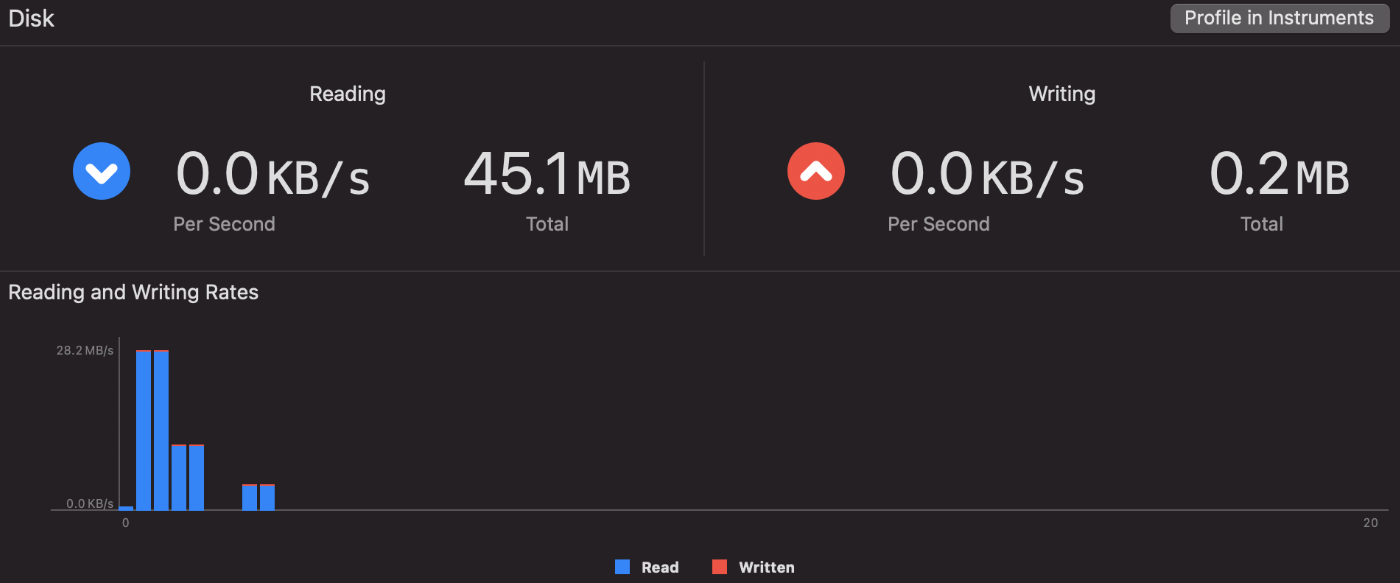 Disk
Profile in Instruments
Reading
Writing
0.0 KB/s
45.1 MB
0.0 KB/s
0.2 MB
Per Second
Total
Per Second
Total
Reading and Writing Rates
28.2 MB/s
0.0 KB/s
0
20
Read
Written